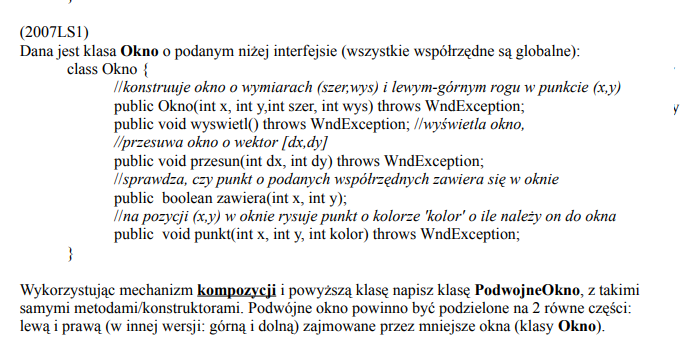 (2007LS1)
Dana jest klasa Okno o podanym niżej interfejsie (wszystkie współrzędne są globalne):
class Okno {
//konstruuje okno o wymiarach (szer,wys) i lewym-górnym rogu w punkcie (x,y)
public Okno(int x, int y,int szer, int wys) throws WndException;
public void wyswietl() throws WndException; //wyświetla okno,
//przesuwa okno o wektor [dx,dy]
public void przesun(int dx, int dy) throws WndException;
//sprawdza, czy punkt o podanych współrzędnych zawiera się w oknie
public boolean zawiera(int x, int y);
//na pozycji (x,y) w oknie rysuje punkt o kolorze 'kolor' o ile należy on do okna
public void punkt(int x, int y, int kolor) throws WndException;
}
Wykorzystując mechanizm kompozycji i powyższą klasę napisz klasę PodwojneOkno, z takimi
samymi metodami/konstruktorami. Podwójne okno powinno być podzielone na 2 równe części:
lewą i prawą (w innej wersji: górną i dolną) zajmowane przez mniejsze okna (klasy Okno).